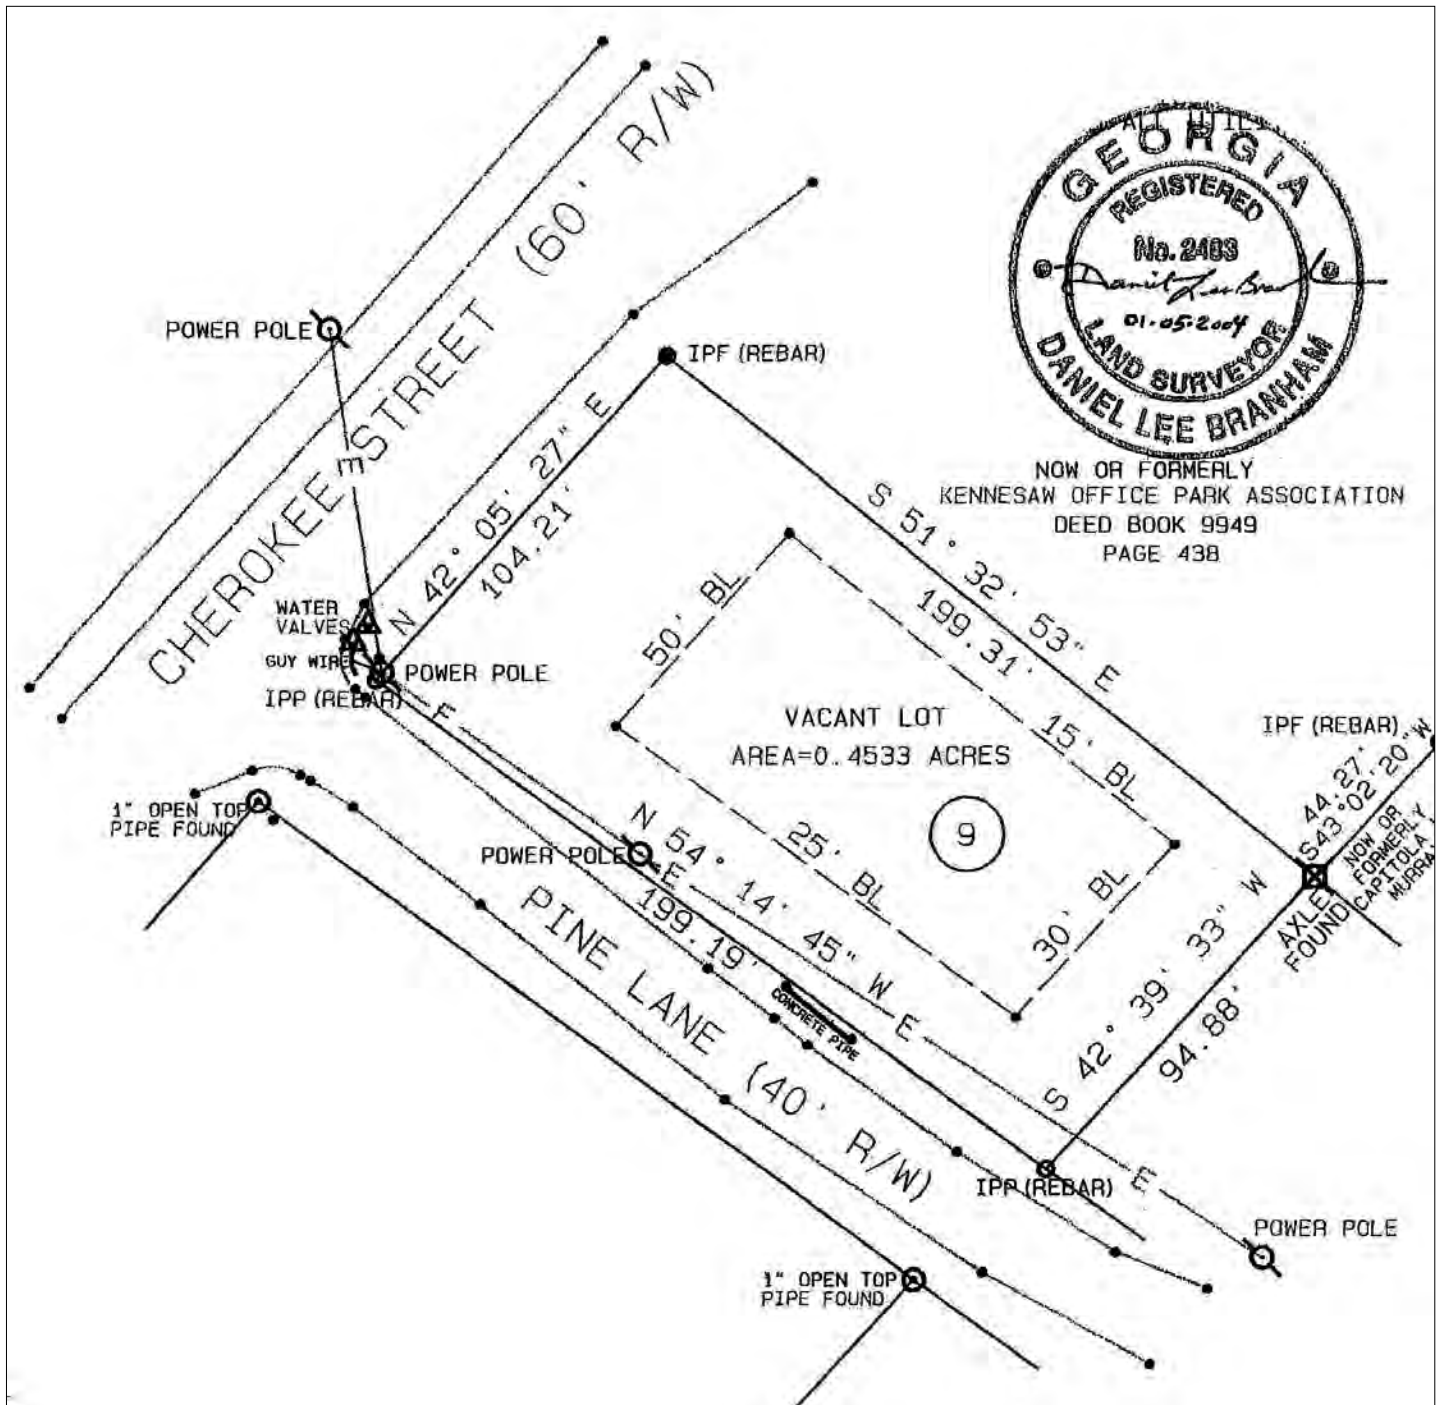 CHEROKEE STREET (60' R/W)
GEORGIA
REGISTERED
No. 2483
Daniel Lee
01.05.2004
LAND SURVEYOR
DANIEL LEE BRANHAM
POWER POLE
IPF (REBAR)
NOW OR FORMERLY
KENNESAW OFFICE PARK ASSOCIATION
DEED BOOK 9949
PAGE 438
E
N 42° 05' 27" E
104.21'
S 51° 32' 53" E
199.31'
50' BL
WATER
VALVES
GUY WIRE
POWER POLE
IPP (REBAR)
E
VACANT LOT
AREA=0.4533 ACRES
15' BL
IPF (REBAR)
44.27'
S43°02'20"W
NOW OR
FORMERLY
CAPITOLA
1" OPEN TOP
PIPE FOUND
9
POWER POLE
E
N 54° 14' 45" W
199.19'
25' BL
30' BL
AXLE
FOUND
S 42° 39' 33" W
94.88'
CONCRETE PIPE
E
PINE LANE (40' R/W)
IPP (REBAR)
E
POWER POLE
1" OPEN TOP
PIPE FOUND